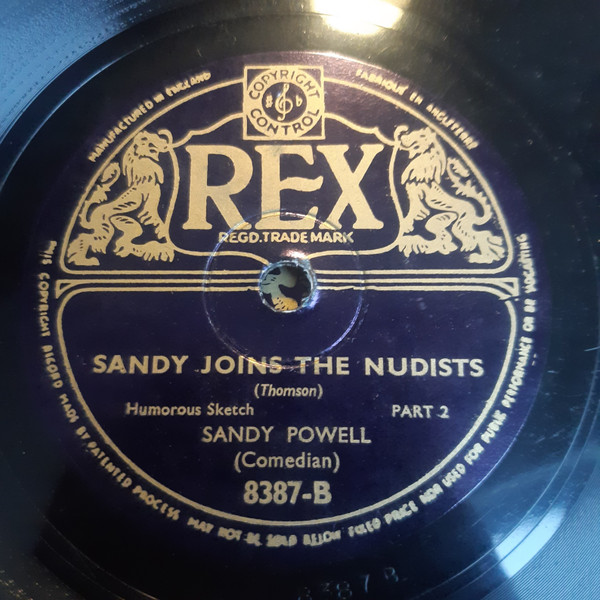 MANUFACTURED IN ENGLAND
COPYRIGHT
CONTROL
FABRIQUÉ EN ANGLETERRE
REX
REGD. TRADE MARK
SANDY JOINS THE NUDISTS
(Thomson)
Humorous Sketch PART 2
SANDY POWELL
(Comedian)
8387-B
THIS COPYRIGHT RECORD MADE BY PATENTED PROCESS MAY NOT BE SOLD BELOW FIXED PRICE NOR USED FOR PUBLIC PERFORMANCE OR BROADCASTING
8387B